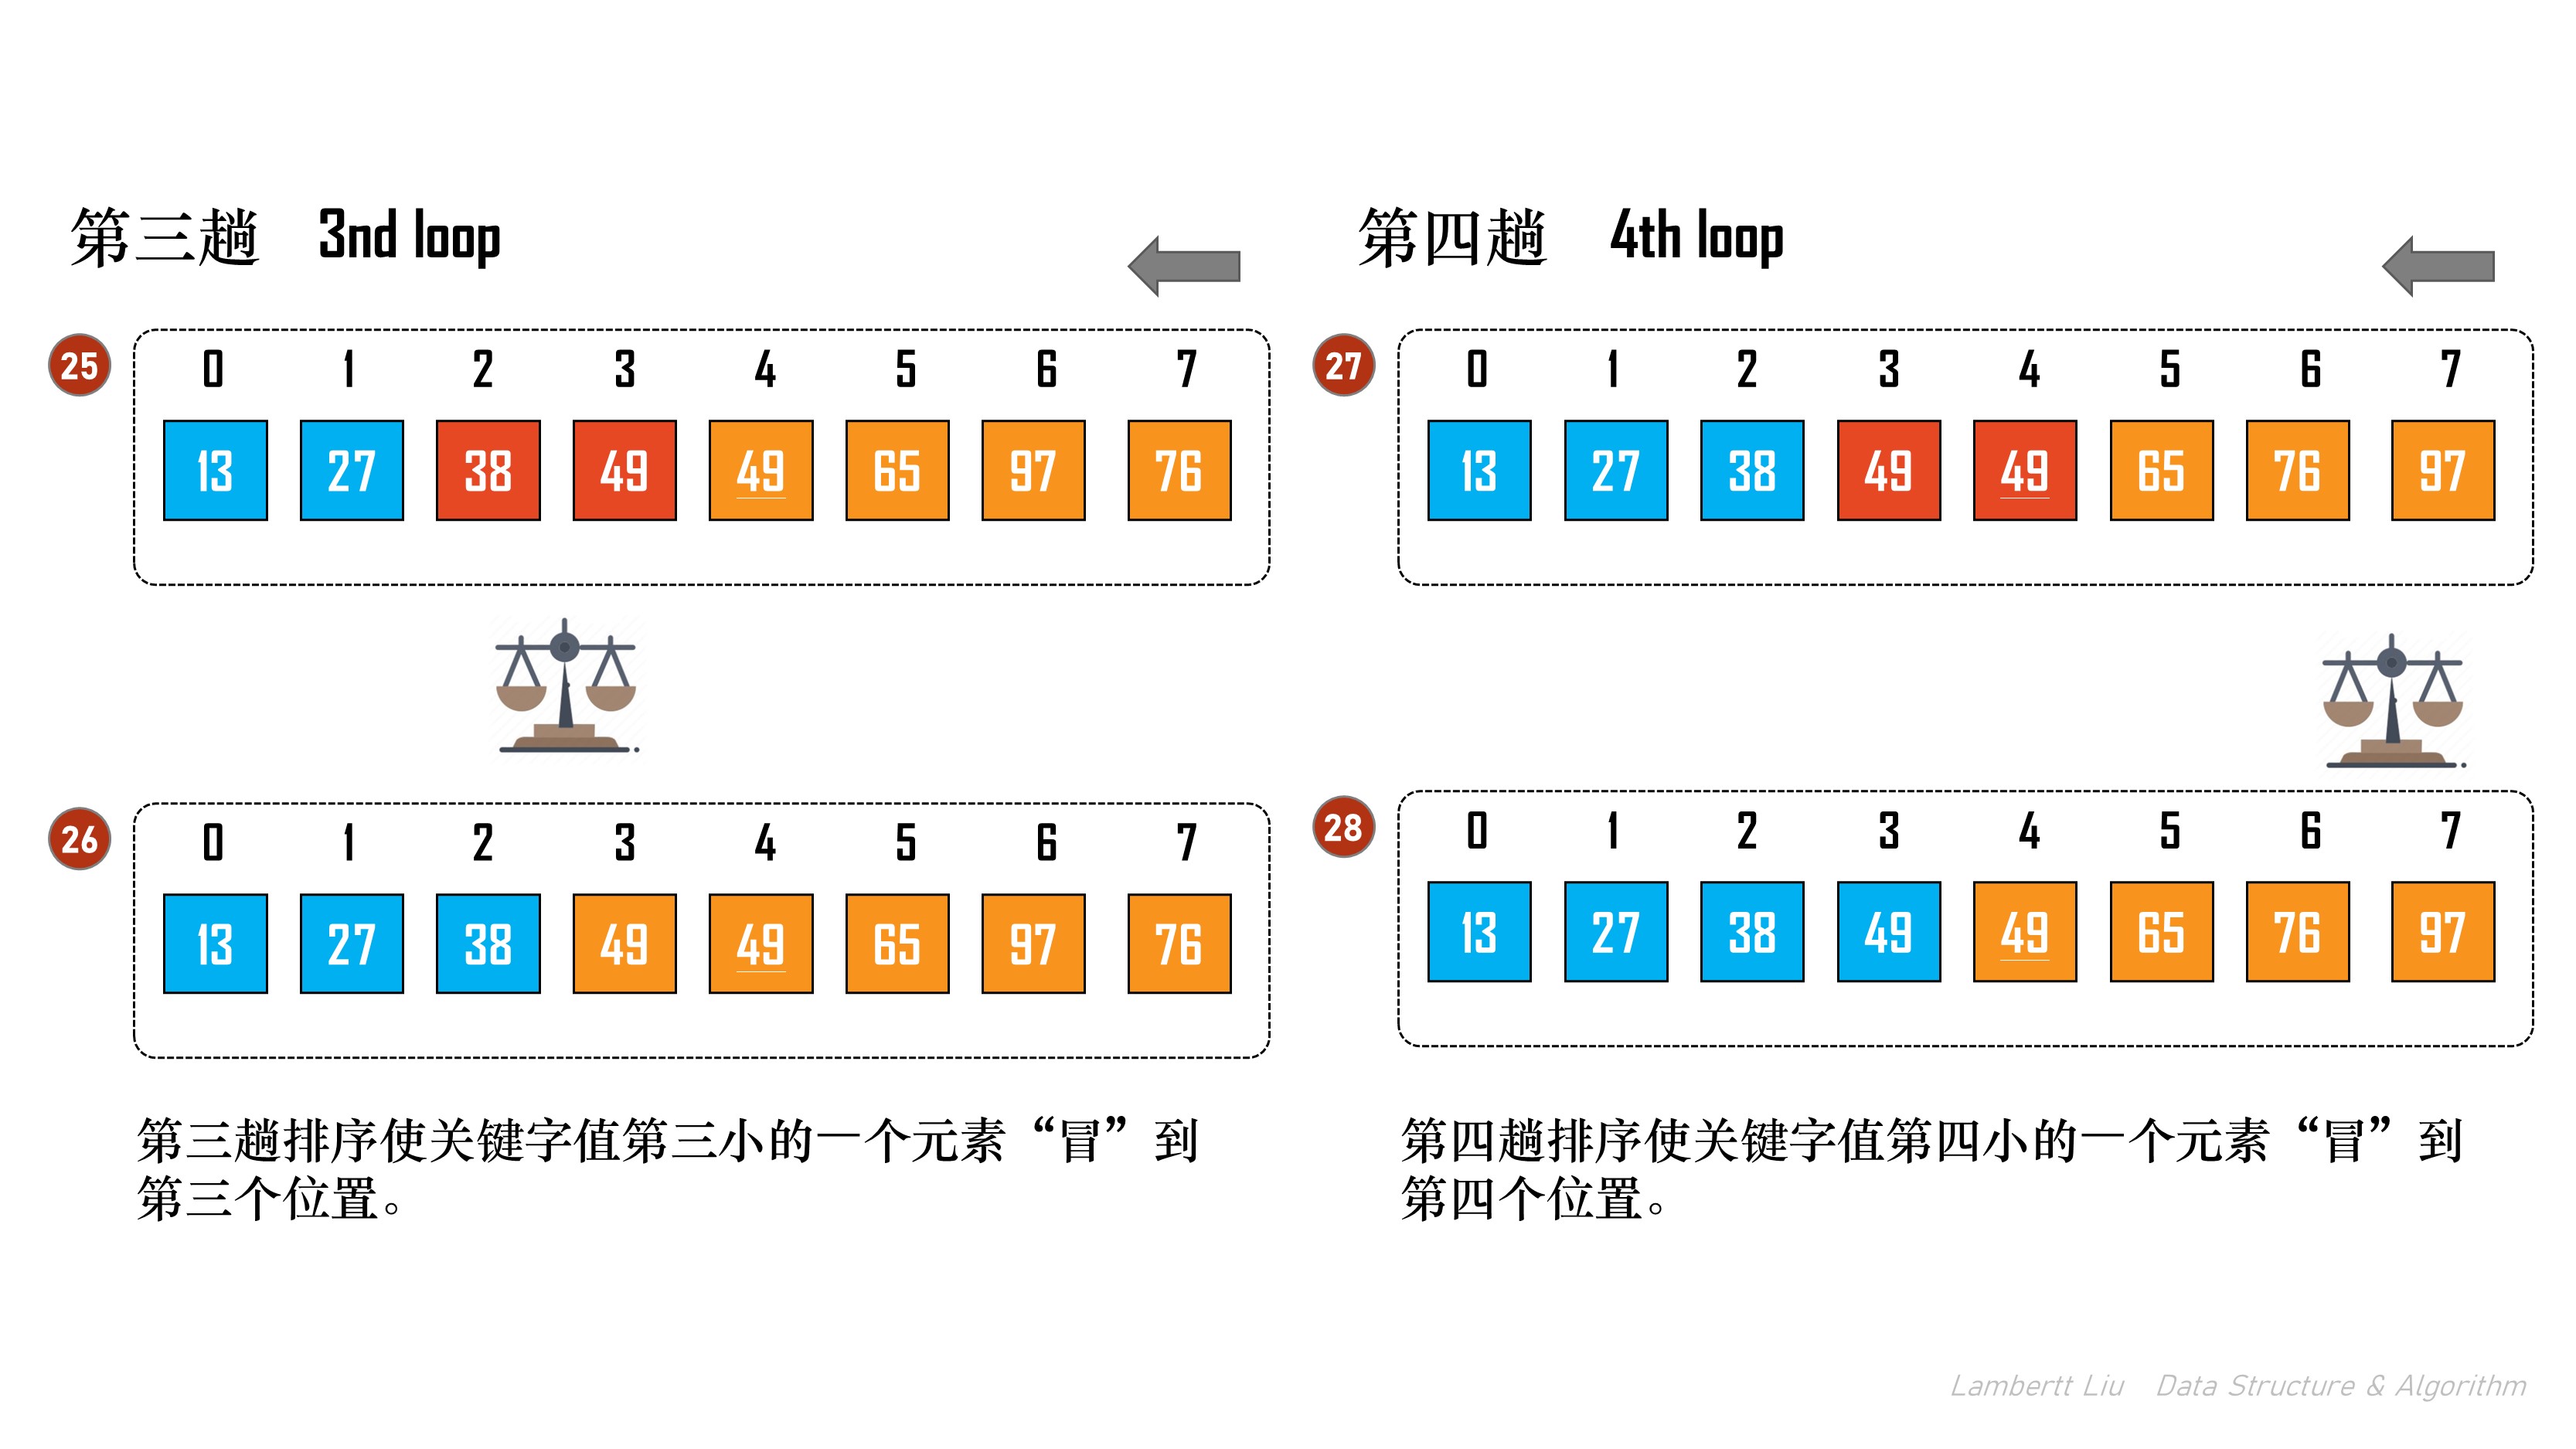 第三趟 3nd loop
25
0 1 2 3 4 5 6 7
13 27 38 49 49 65 97 76
26
0 1 2 3 4 5 6 7
13 27 38 49 49 65 97 76
第三趟排序使关键字值第三小的一个元素“冒”到
第三个位置。
第四趟 4th loop
27
0 1 2 3 4 5 6 7
13 27 38 49 49 65 76 97
28
0 1 2 3 4 5 6 7
13 27 38 49 49 65 76 97
第四趟排序使关键字值第四小的一个元素“冒”到
第四个位置。
Lambertt Liu Data Structure & Algorithm